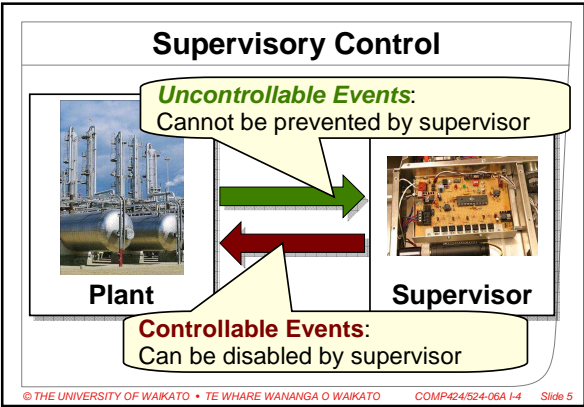 Supervisory Control
Uncontrollable Events:
Cannot be prevented by supervisor
Plant
Supervisor
Controllable Events:
Can be disabled by supervisor
© THE UNIVERSITY OF WAIKATO • TE WHARE WANANGA O WAIKATO COMP424/524-06A I-4 Slide 5